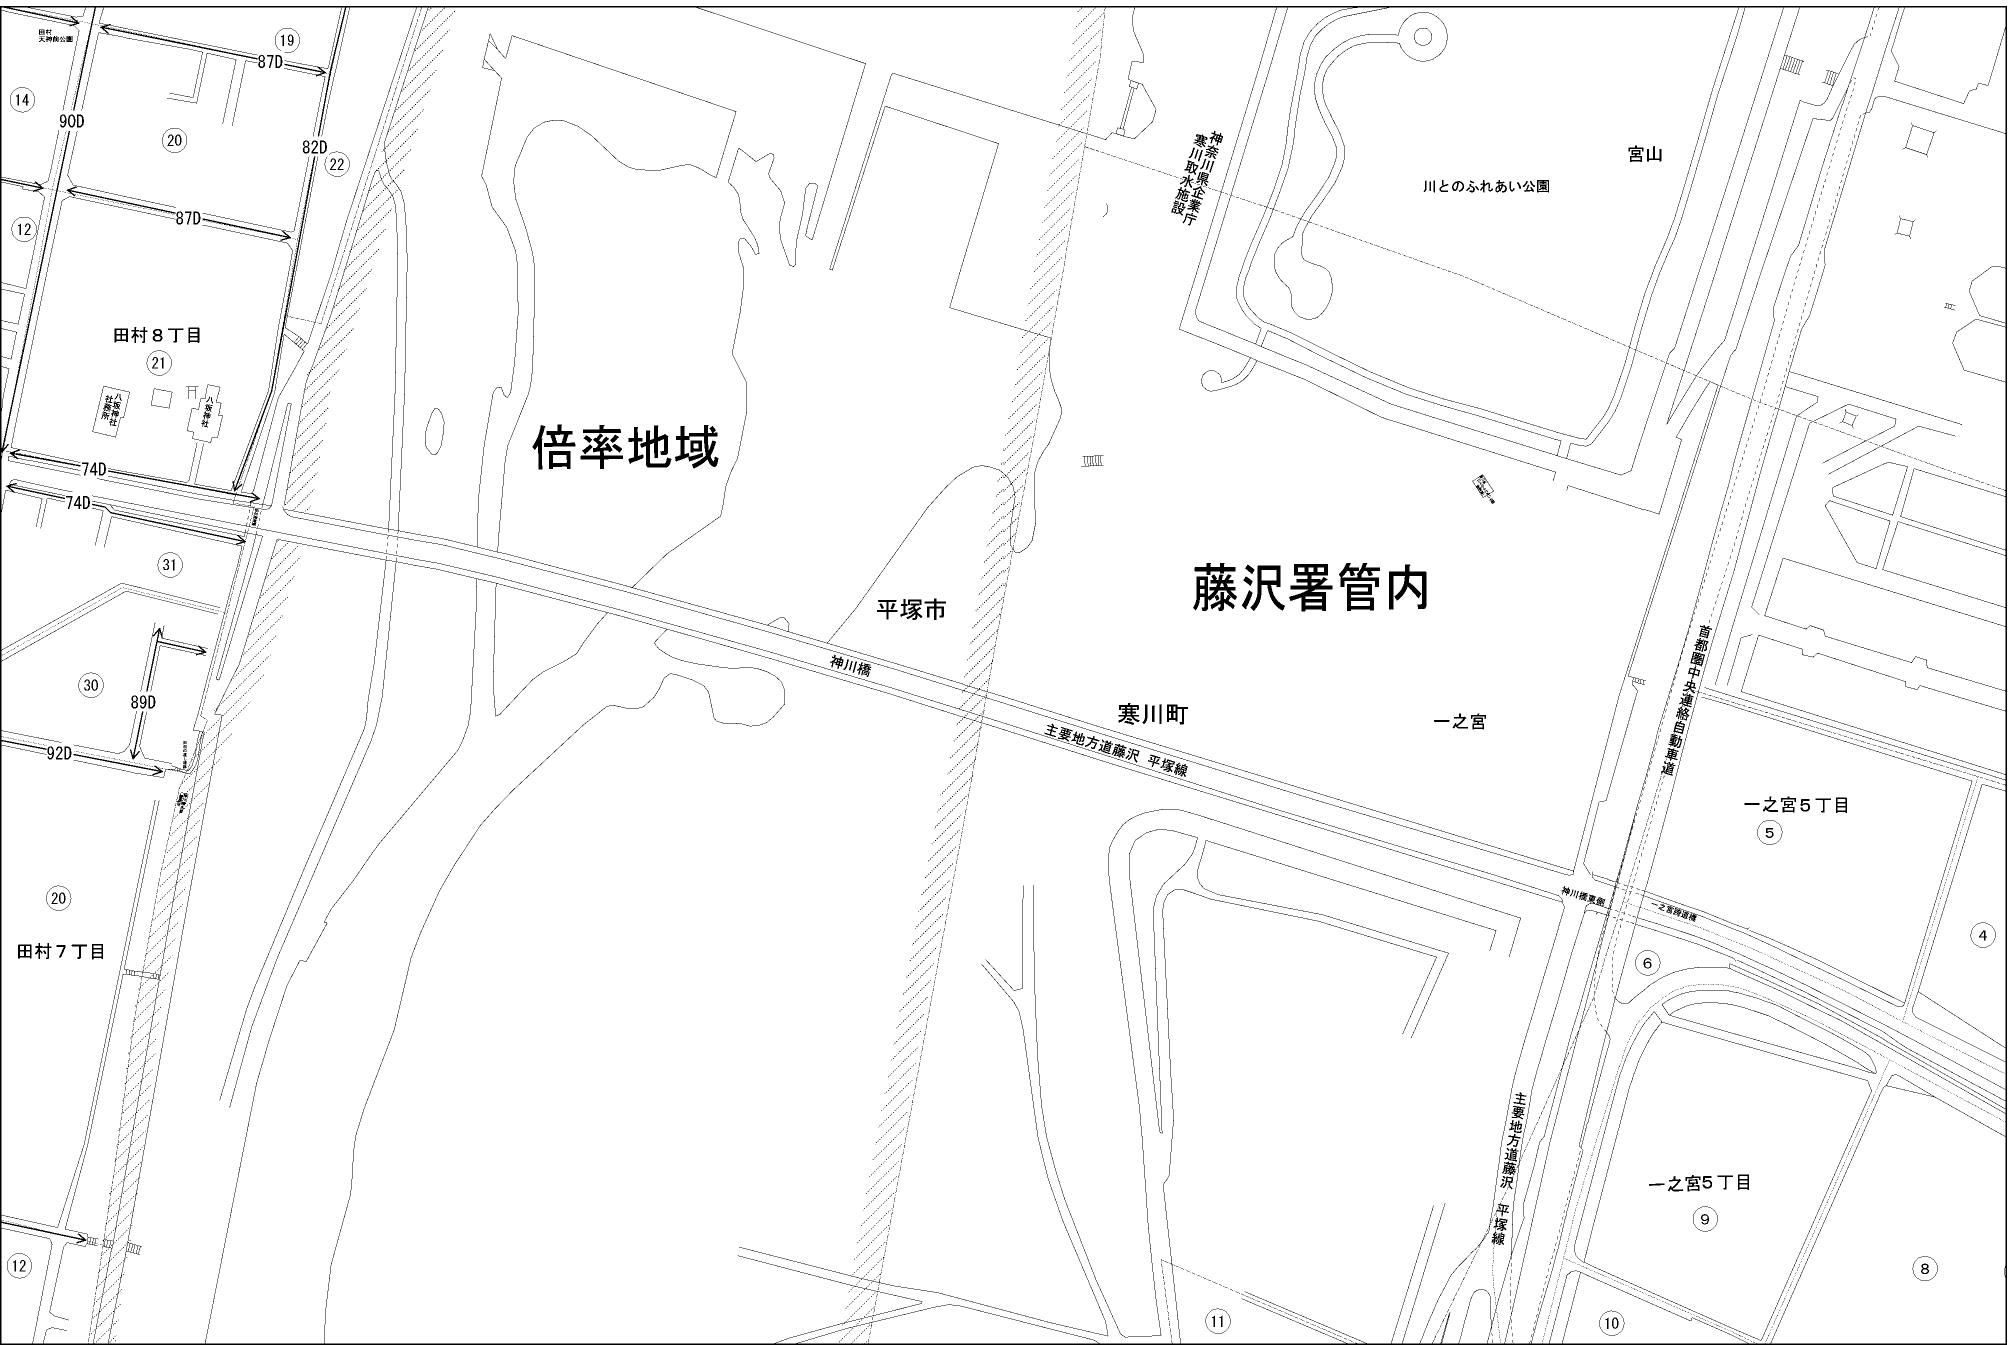 田村
天神前公園
19
87D
14
90D
20
82D
22
神奈川県企業庁
寒川取水施設
宮山
川とのふれあい公園
12
87D
田村８丁目
21
八坂神社
社務所
八坂神社
倍率地域
74D
74D
31
藤沢署管内
平塚市
神川橋
30
89D
92D
寒川町
一之宮
主要地方道藤沢 平塚線
首都圏中央連絡自動車道
一之宮５丁目
5
20
田村７丁目
神川橋東側
4
6
主要地方道藤沢 平塚線
一之宮５丁目
9
12
8
11
10